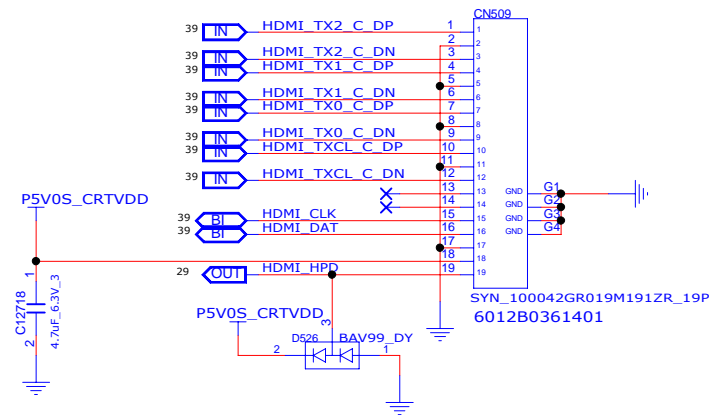 CN509
39 IN HDMI_TX2_C_DP 1 1
2 2
39 IN HDMI_TX2_C_DN 3 3
39 IN HDMI_TX1_C_DP 4 4
5 5
39 IN HDMI_TX1_C_DN 6 6
39 IN HDMI_TX0_C_DP 7 7
8 8
39 IN HDMI_TX0_C_DN 9 9
39 IN HDMI_TXCL_C_DP 10 10
11 11
39 IN HDMI_TXCL_C_DN 12 12
13 13 GND G1
14 14 GND G2
39 BI HDMI_CLK 15 15 GND G3
39 BI HDMI_DAT 16 16 GND G4
17 17
18 18
29 OUT HDMI_HPD 19 19
P5V0S_CRTVDD
1
C12718
4.7uF_6.3V_3
2
SYN_100042GR019M191ZR_19P
6012B0361401
P5V0S_CRTVDD
3
D526 BAV99_DY
2 1